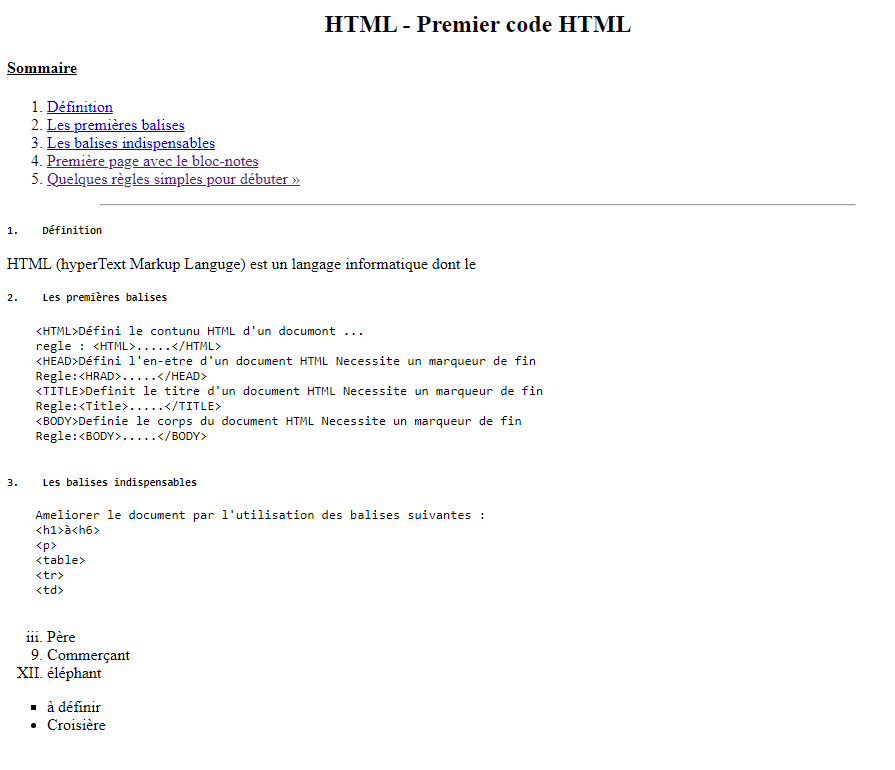 HTML - Premier code HTML
Sommaire
1. Définition
2. Les premières balises
3. Les balises indispensables
4. Première page avec le bloc-notes
5. Quelques règles simples pour débuter »
1. Définition
HTML (hyperText Markup Languge) est un langage informatique dont le
2. Les premières balises
<HTML>Défini le contunu HTML d'un documont ...
regle : <HTML>.....</HTML>
<HEAD>Défini l'en-etre d'un document HTML Necessite un marqueur de fin
Regle:<HRAD>.....</HEAD>
<TITLE>Definit le titre d'un document HTML Necessite un marqueur de fin
Regle:<Title>.....</TITLE>
<BODY>Definie le corps du document HTML Necessite un marqueur de fin
Regle:<BODY>.....</BODY>
3. Les balises indispensables
Ameliorer le document par l'utilisation des balises suivantes :
<h1>à<h6>
<p>
<table>
<tr>
<td>
iii. Père
9. Commerçant
XII. éléphant
▪ à définir
• Croisière